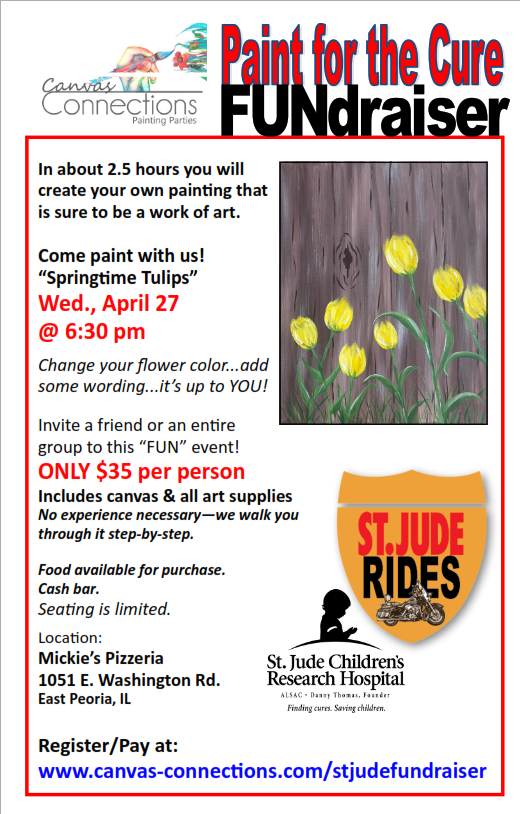 Canvas
Connections
Painting Parties
Paint for the Cure
FUNdraiser
In about 2.5 hours you will
create your own painting that
is sure to be a work of art.
Come paint with us!
“Springtime Tulips”
Wed., April 27
@ 6:30 pm
Change your flower color...add
some wording...it’s up to YOU!
Invite a friend or an entire
group to this “FUN” event!
ONLY $35 per person
Includes canvas & all art supplies
No experience necessary—we walk you
through it step-by-step.
Food available for purchase.
Cash bar.
Seating is limited.
Location:
Mickie’s Pizzeria
1051 E. Washington Rd.
East Peoria, IL
ST. JUDE
RIDES
St. Jude Children’s
Research Hospital
ALSAC • Danny Thomas, Founder
Finding cures. Saving children.
Register/Pay at:
www.canvas-connections.com/stjudefundraiser